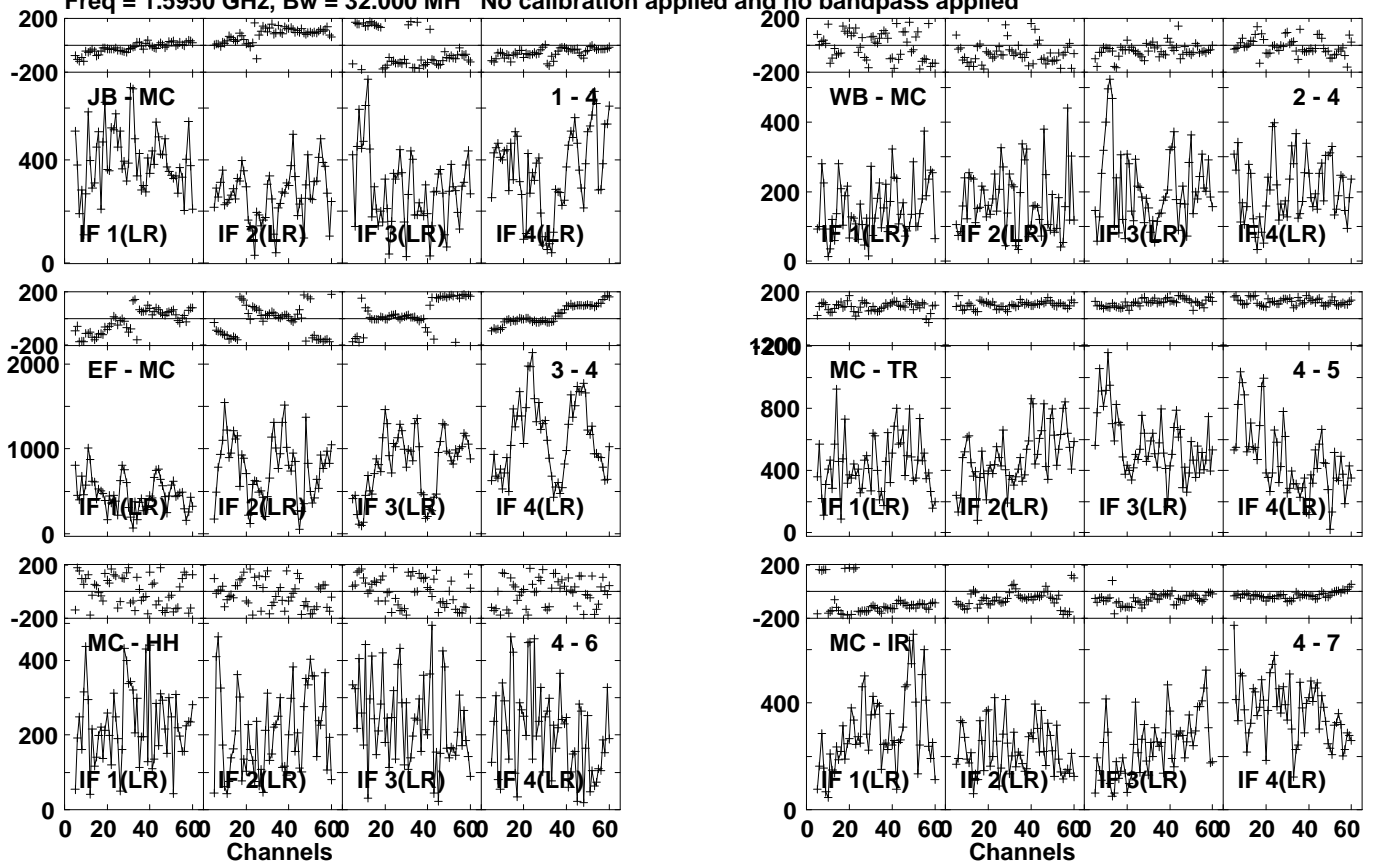 Freq = 1.5950 GHz, Bw = 32.000 MH No calibration applied and no bandpass applied
200
-200
JB - MC
1 - 4
400
0
IF 1(LR)
IF 2(LR)
IF 3(LR)
IF 4(LR)
200
-200
WB - MC
2 - 4
400
200
0
IF 1(LR)
IF 2(LR)
IF 3(LR)
IF 4(LR)
200
-200
EF - MC
3 - 4
2000
1000
0
IF 1(LR)
IF 2(LR)
IF 3(LR)
IF 4(LR)
200
-200
1200
MC - TR
4 - 5
800
400
0
IF 1(LR)
IF 2(LR)
IF 3(LR)
IF 4(LR)
200
-200
MC - HH
4 - 6
400
200
0
IF 1(LR)
IF 2(LR)
IF 3(LR)
IF 4(LR)
0 20 40 60 0 20 40 60 0 20 40 60 0 20 40 60
Channels
200
-200
MC - IR
4 - 7
400
0
IF 1(LR)
IF 2(LR)
IF 3(LR)
IF 4(LR)
0 20 40 60 0 20 40 60 0 20 40 60 0 20 40 60
Channels